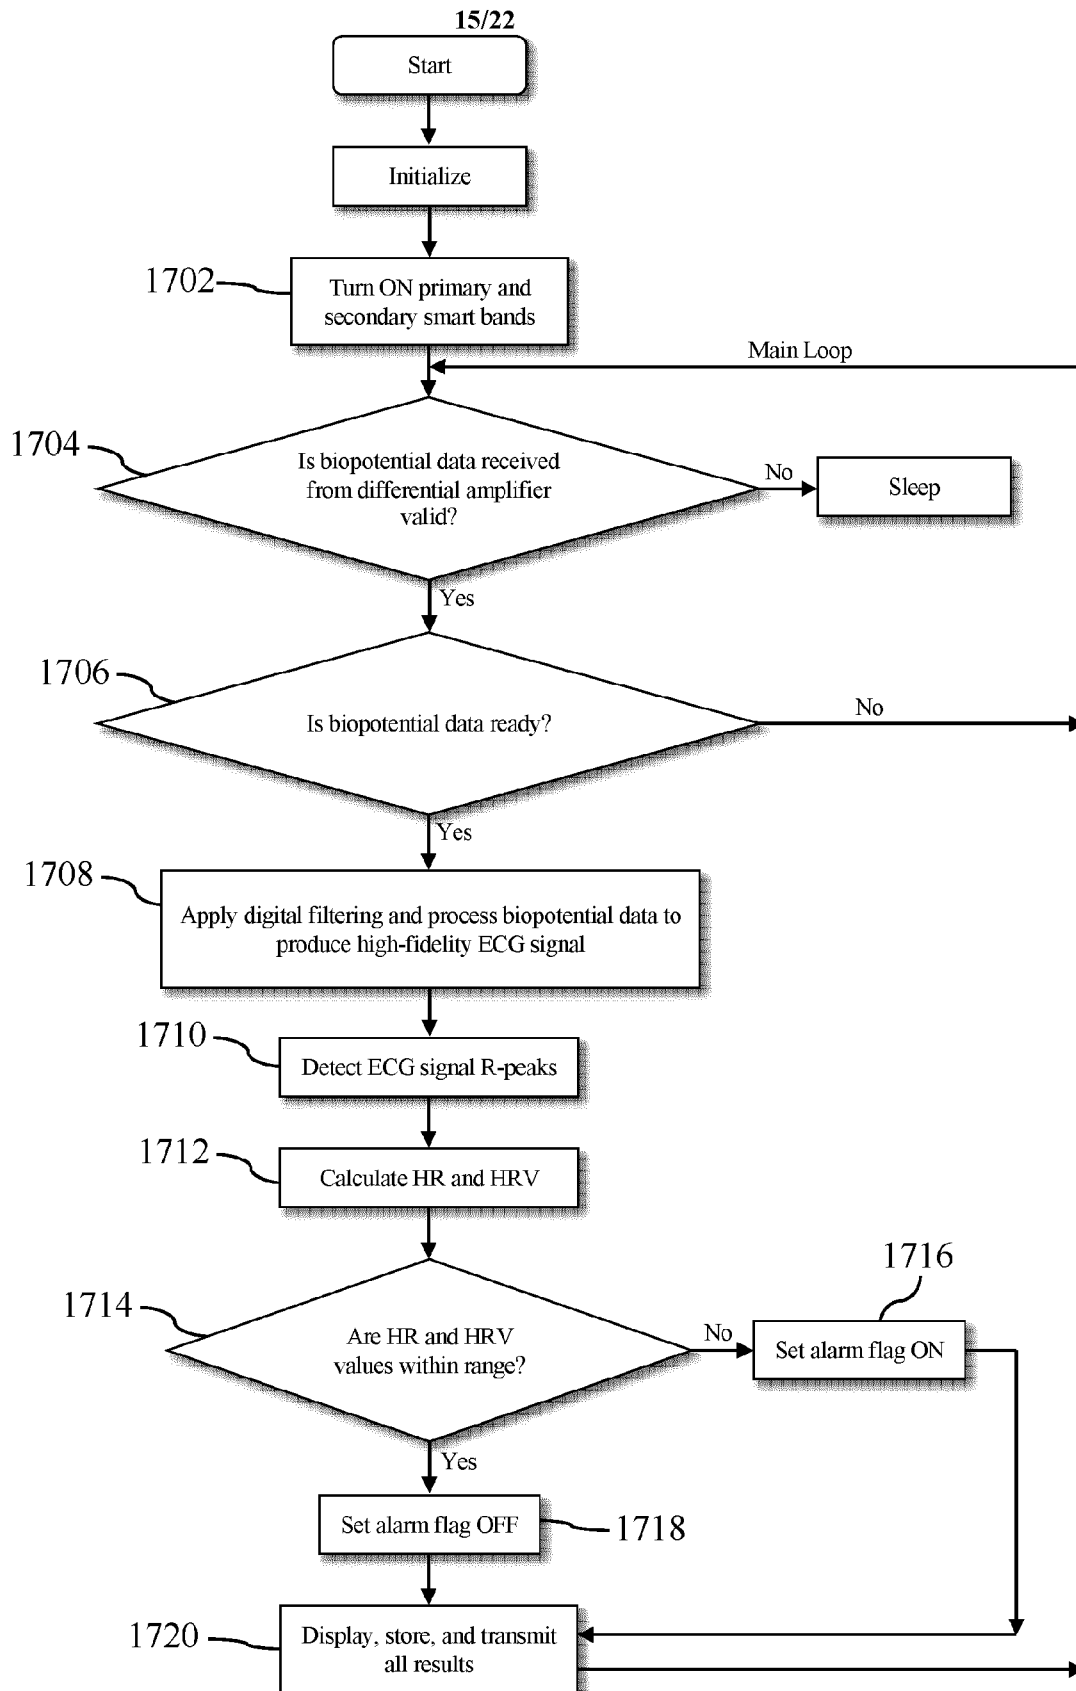 15/22
Start
Initialize
1702
Turn ON primary and
secondary smart bands
Main Loop
1704
Is biopotential data received
from differential amplifier
valid?
No
Sleep
Yes
1706
Is biopotential data ready?
No
Yes
1708
Apply digital filtering and process biopotential data to
produce high-fidelity ECG signal
1710
Detect ECG signal R-peaks
1712
Calculate HR and HRV
1714
Are HR and HRV
values within range?
No
1716
Set alarm flag ON
Yes
Set alarm flag OFF
1718
1720
Display, store, and transmit
all results